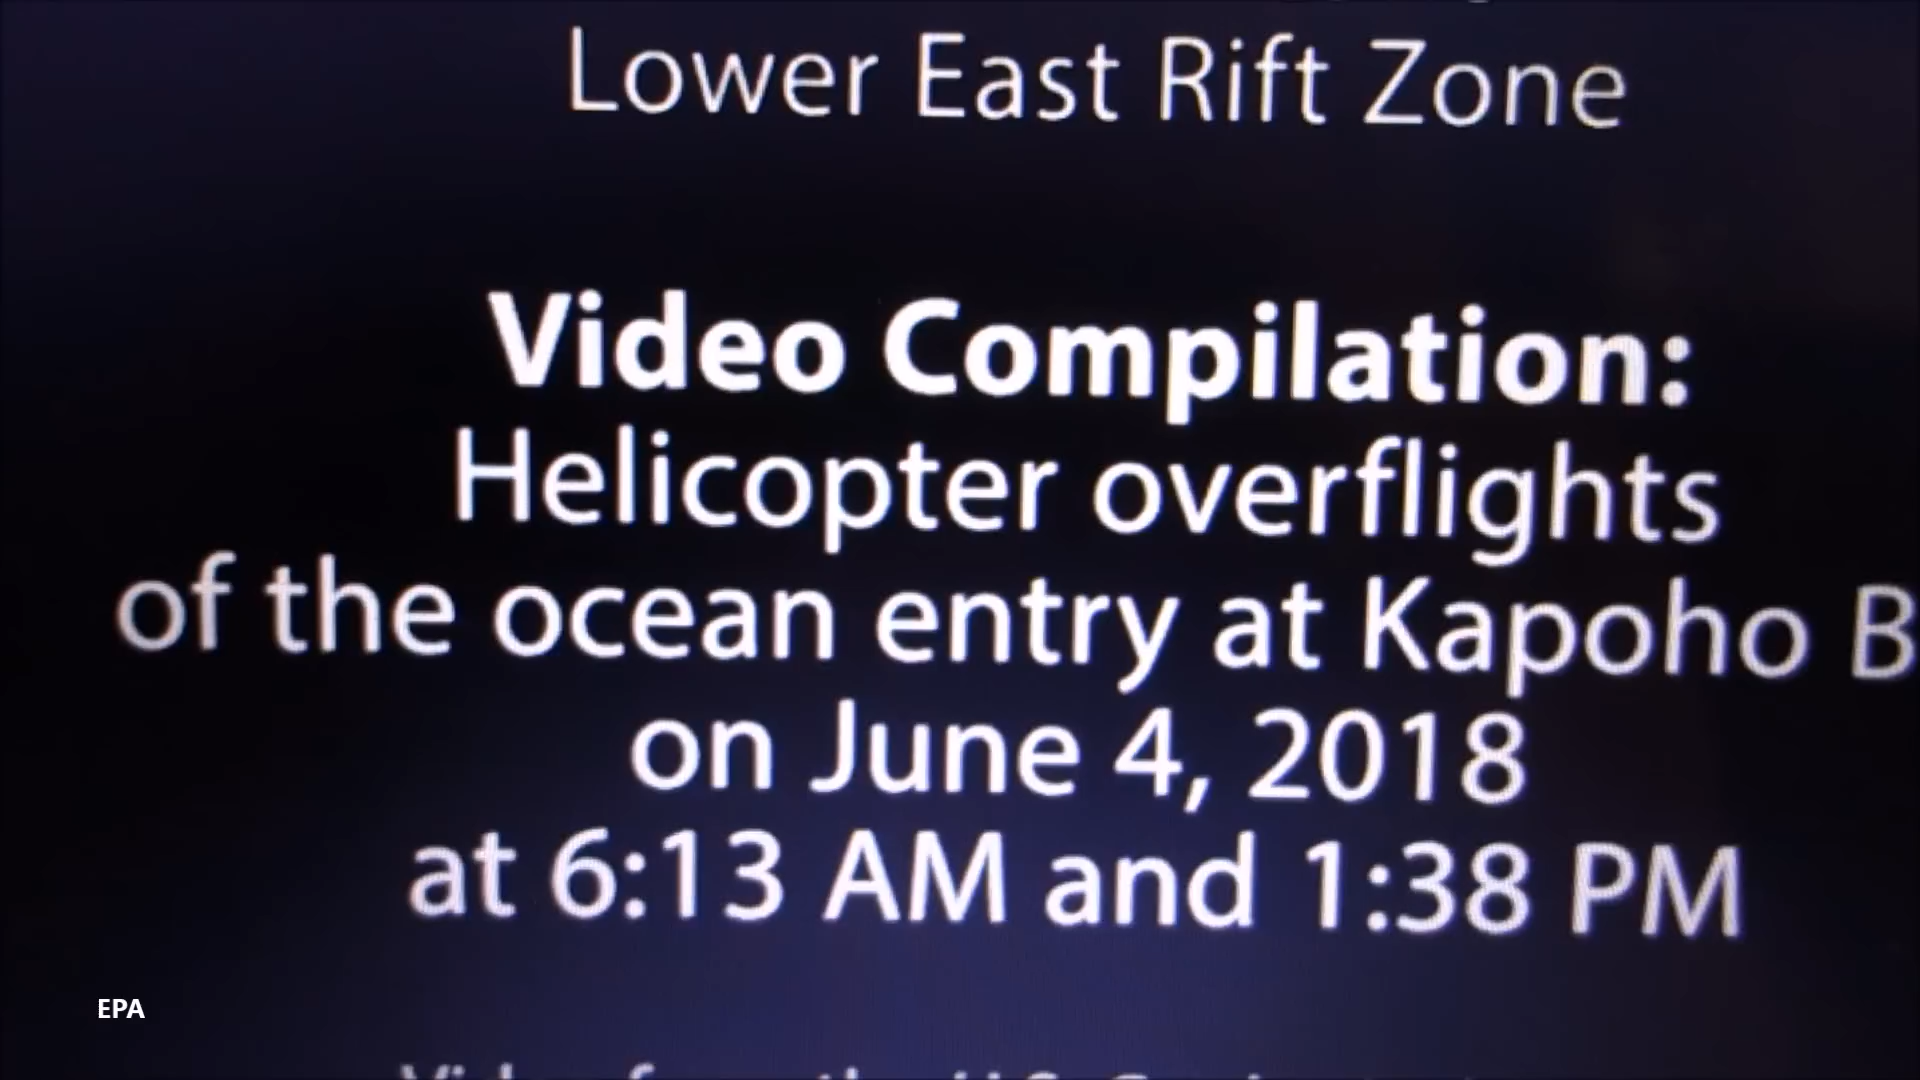 Lower East Rift Zone
Video Compilation:
Helicopter overflights
of the ocean entry at Kapoho B
on June 4, 2018
at 6:13 AM and 1:38 PM
EPA